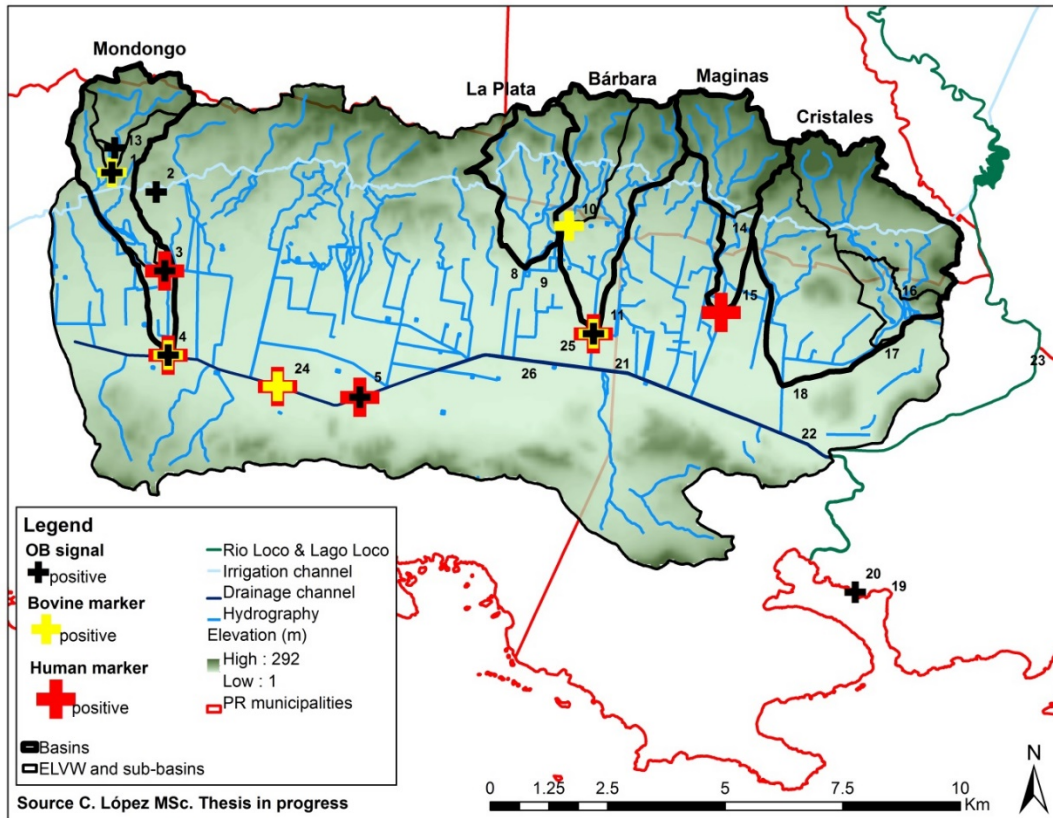 Mondongo
La Plata
Bárbara
Maginas
Cristales
13
1
2
3
4
24
5
10
8
9
11
25
26
21
14
15
16
17
18
22
23
20
19
Legend
OB signal
positive
Bovine marker
positive
Human marker
positive
Basins
ELVW and sub-basins
Rio Loco & Lago Loco
Irrigation channel
Drainage channel
Hydrography
Elevation (m)
High : 292
Low : 1
PR municipalities
Source C. López MSc. Thesis in progress
0 1.25 2.5 5 7.5 10
Km
N